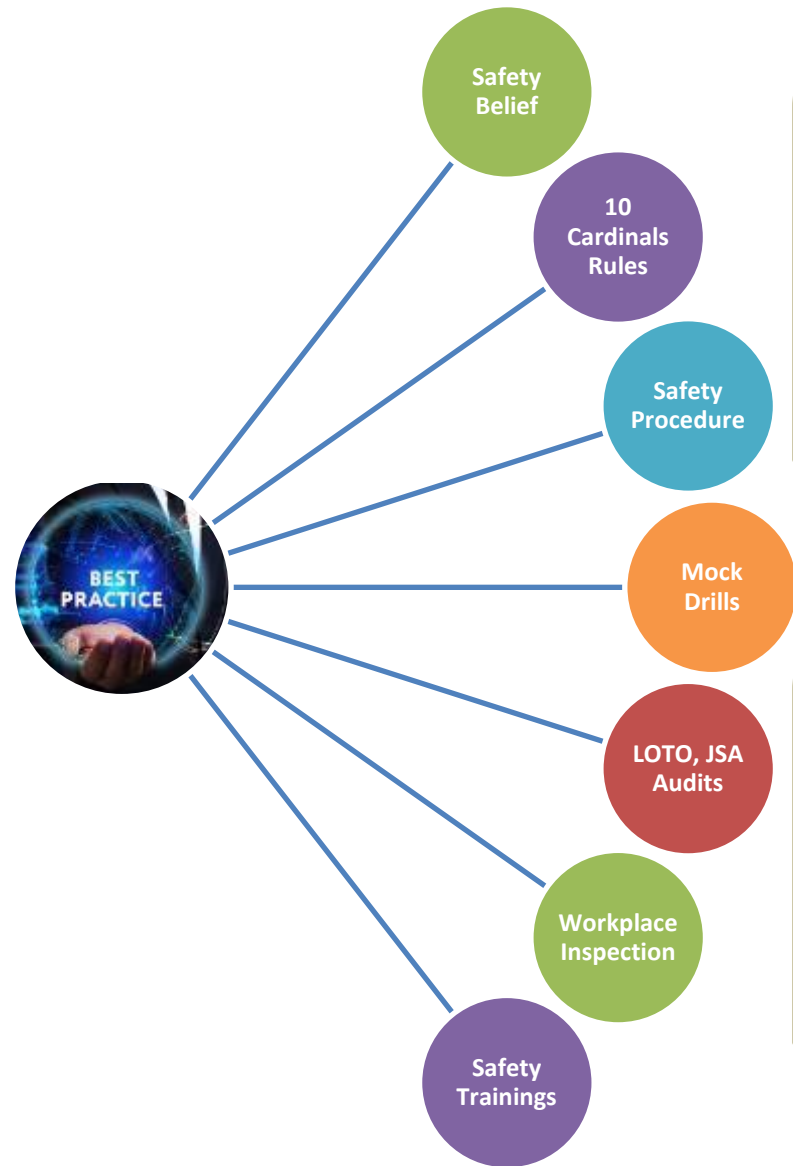 Safety
Belief
10
Cardinals
Rules
Safety
Procedure
BEST
PRACTICE
Mock
Drills
LOTO, JSA
Audits
Workplace
Inspection
Safety
Trainings